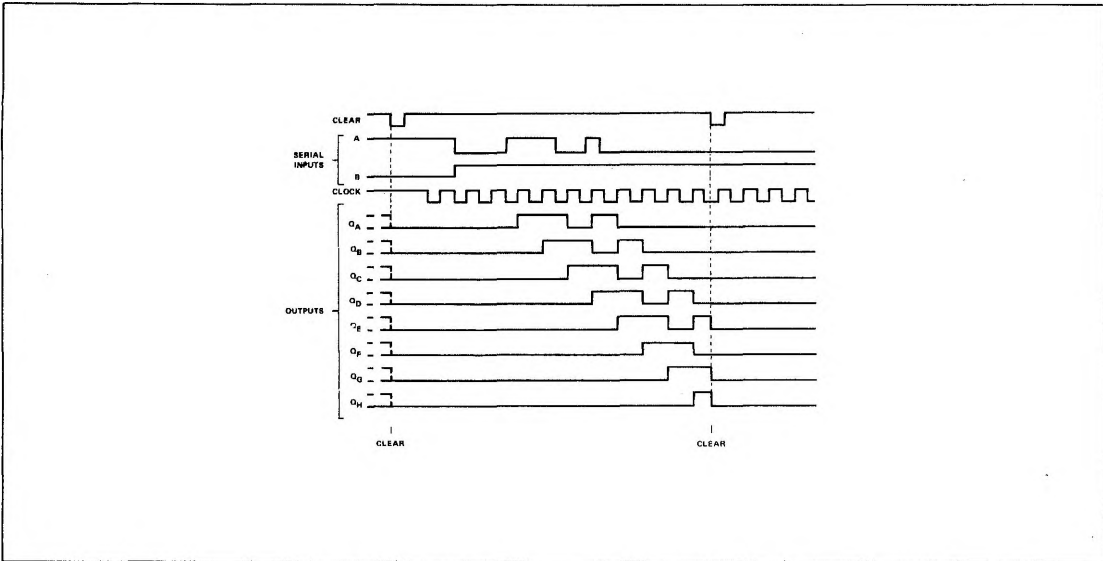 CLEAR
A
SERIAL
INPUTS
B
CLOCK
QA
QB
QC
QD
OUTPUTS
QE
QF
QG
QH
CLEAR CLEAR